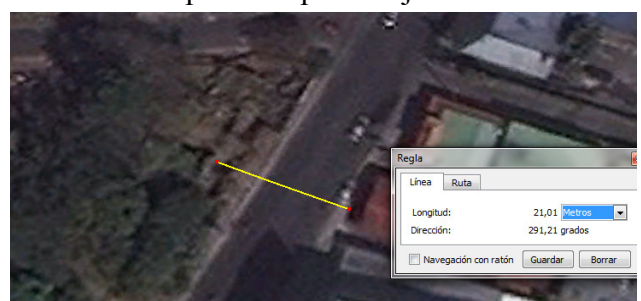 Regla
Línea Ruta
Longitud: 21,01 Metros
Dirección: 291,21 grados
Navegación con ratón Guardar Borrar